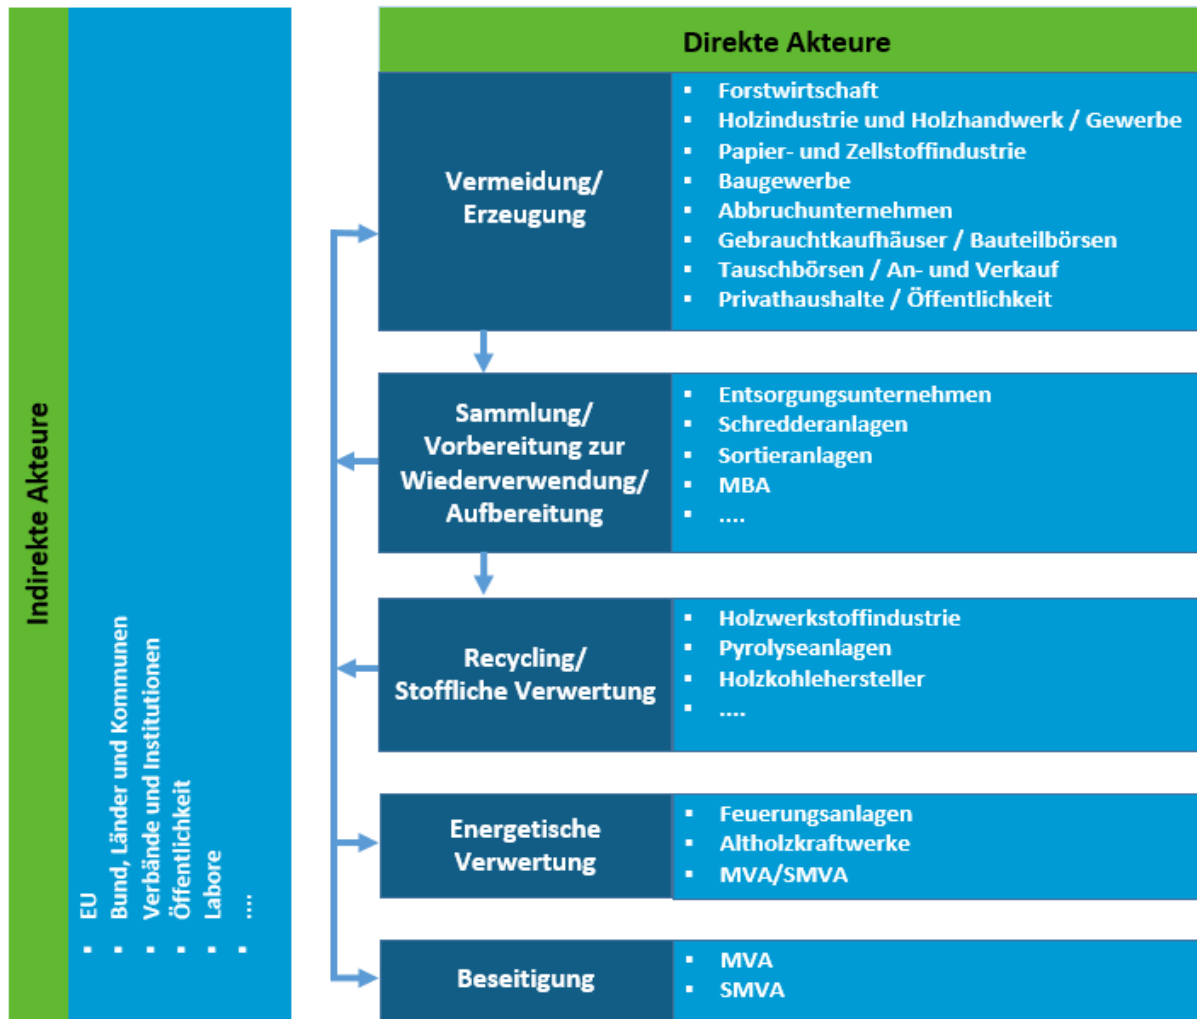 Indirekte Akteure
▪ EU
▪ Bund, Länder und Kommunen
▪ Verbände und Institutionen
▪ Öffentlichkeit
▪ Labore
▪ ....
Direkte Akteure
Vermeidung/
Erzeugung
▪ Forstwirtschaft
▪ Holzindustrie und Holzhandwerk / Gewerbe
▪ Papier- und Zellstoffindustrie
▪ Baugewerbe
▪ Abbruchunternehmen
▪ Gebrauchtkaufhäuser / Bauteilbörsen
▪ Tauschbörsen / An- und Verkauf
▪ Privathaushalte / Öffentlichkeit
Sammlung/
Vorbereitung zur
Wiederverwendung/
Aufbereitung
▪ Entsorgungsunternehmen
▪ Schredderanlagen
▪ Sortieranlagen
▪ MBA
▪ ....
Recycling/
Stoffliche Verwertung
▪ Holzwerkstoffindustrie
▪ Pyrolyseanlagen
▪ Holzkohlehersteller
▪ ....
Energetische
Verwertung
▪ Feuerungsanlagen
▪ Altholzkraftwerke
▪ MVA/SMVA
Beseitigung
▪ MVA
▪ SMVA